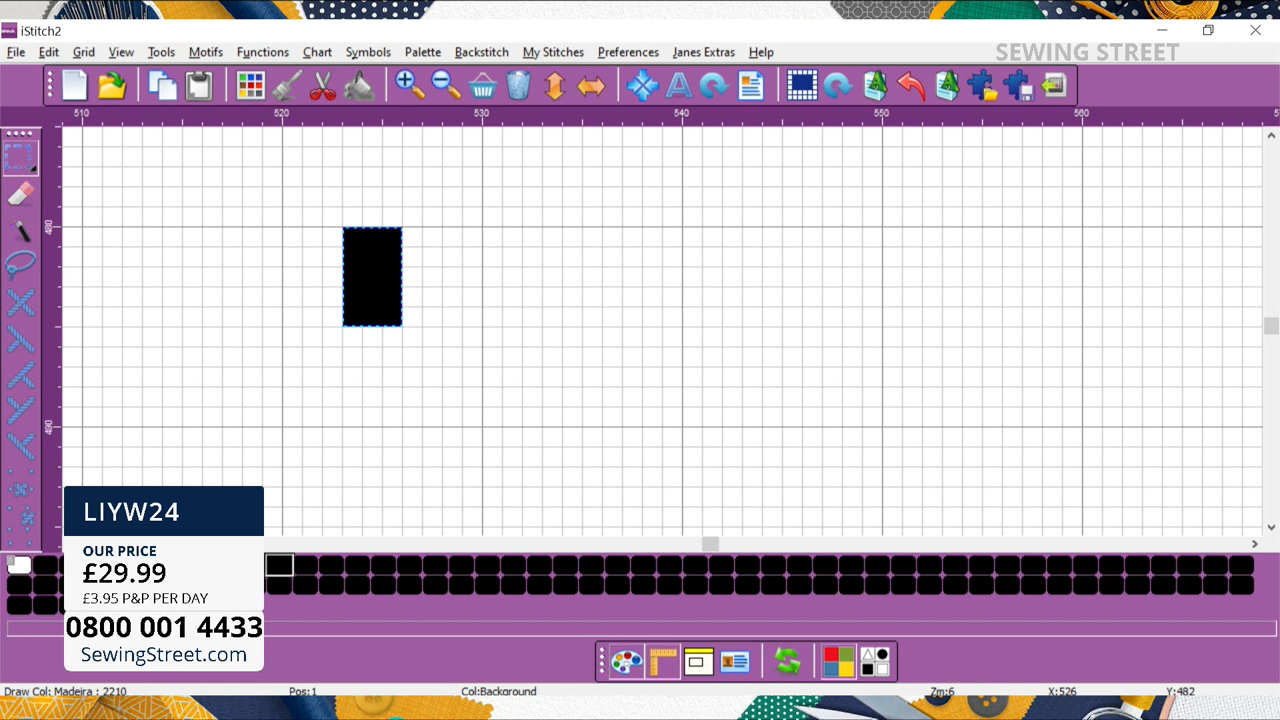 iStitch2
File Edit Grid View Tools Motifs Functions Chart Symbols Palette Backstitch My Stitches Preferences Janes Extras Help
SEWING STREET
510 520 530 540 550 560
480
490
LIYW24
OUR PRICE
£29.99
£3.95 P&P PER DAY
0800 001 4433
SewingStreet.com
Draw Col: Madeira : 2210 Pos:1 Col:Background Zm:6 X:526 Y:482